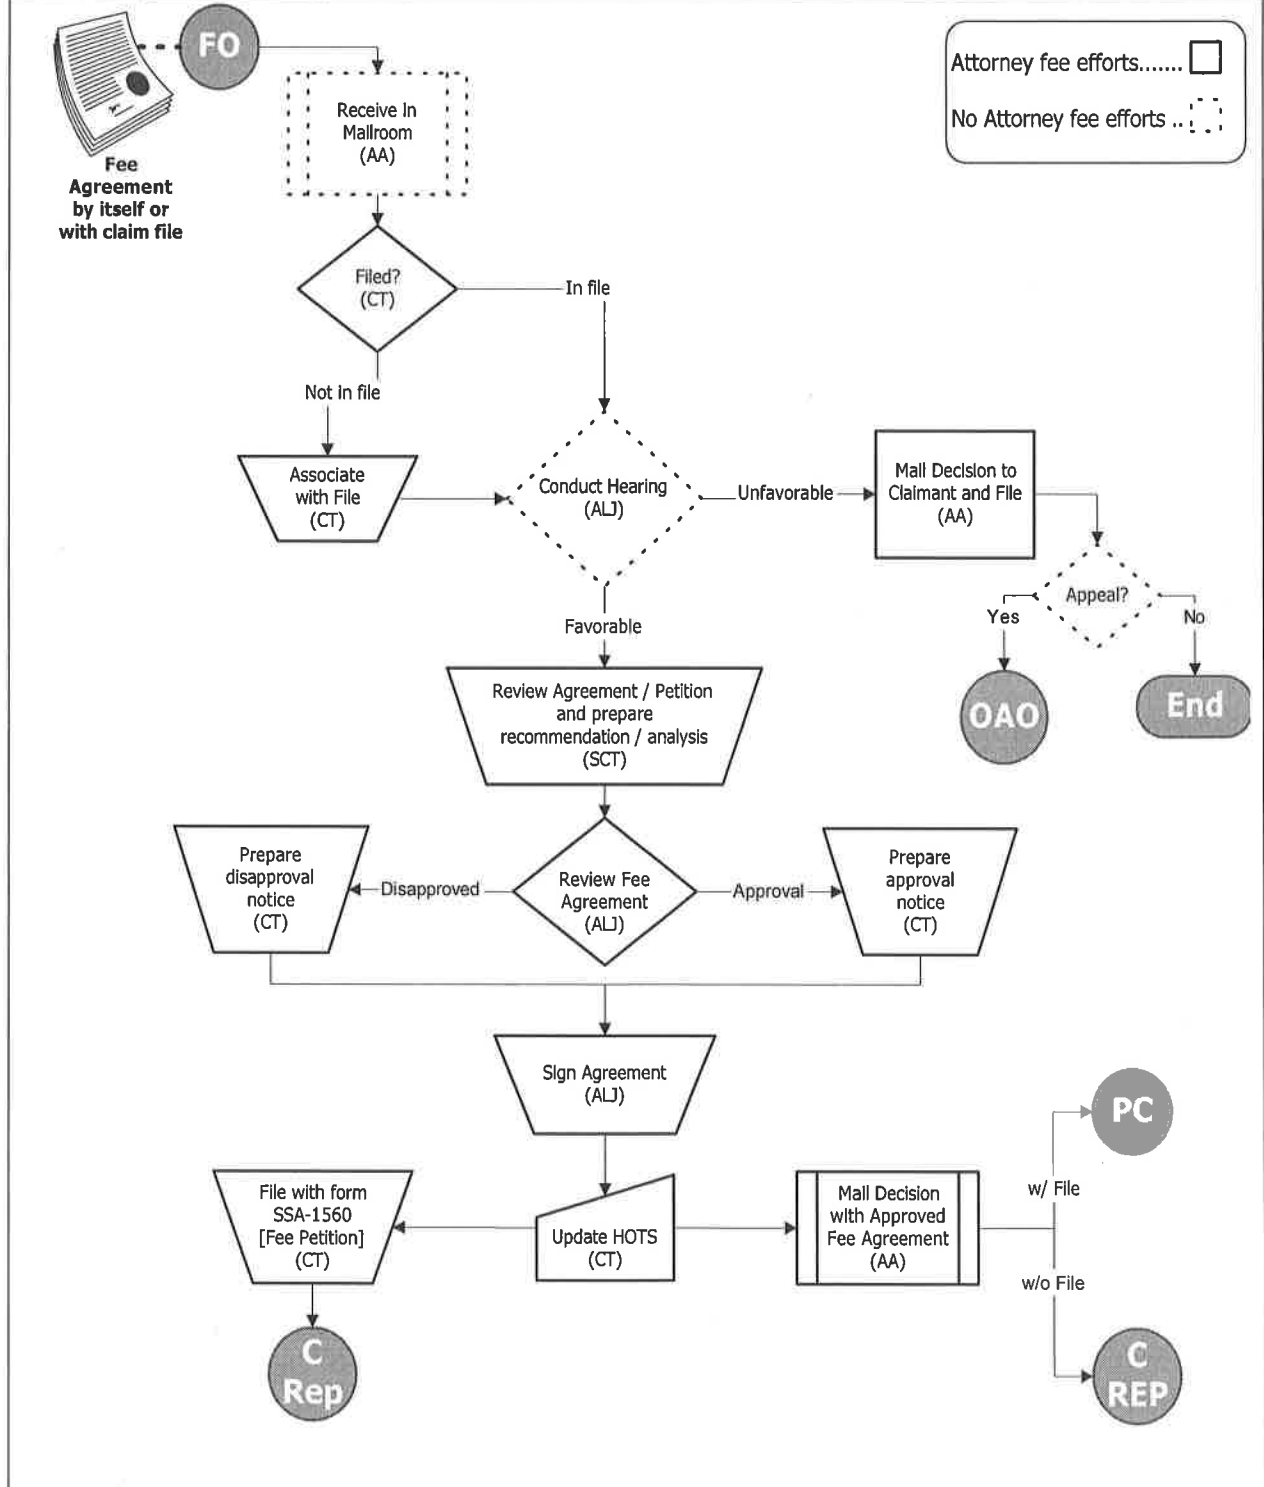 FO
Fee
Agreement
by itself or
with claim file
Attorney fee efforts.......
No Attorney fee efforts ..
Receive in
Mailroom
(AA)
Filed?
(CT)
In file
Not in file
Associate
with File
(CT)
Conduct Hearing
(ALJ)
Unfavorable
Mail Decision to
Claimant and File
(AA)
Appeal?
Yes
No
OAO
End
Favorable
Review Agreement / Petition
and prepare
recommendation / analysis
(SCT)
Prepare
disapproval
notice
(CT)
Disapproved
Review Fee
Agreement
(ALJ)
Approval
Prepare
approval
notice
(CT)
Sign Agreement
(ALJ)
PC
File with form
SSA-1560
[Fee Petition]
(CT)
Update HOTS
(CT)
Mail Decision
with Approved
Fee Agreement
(AA)
w/ File
w/o File
C
Rep
C
REP